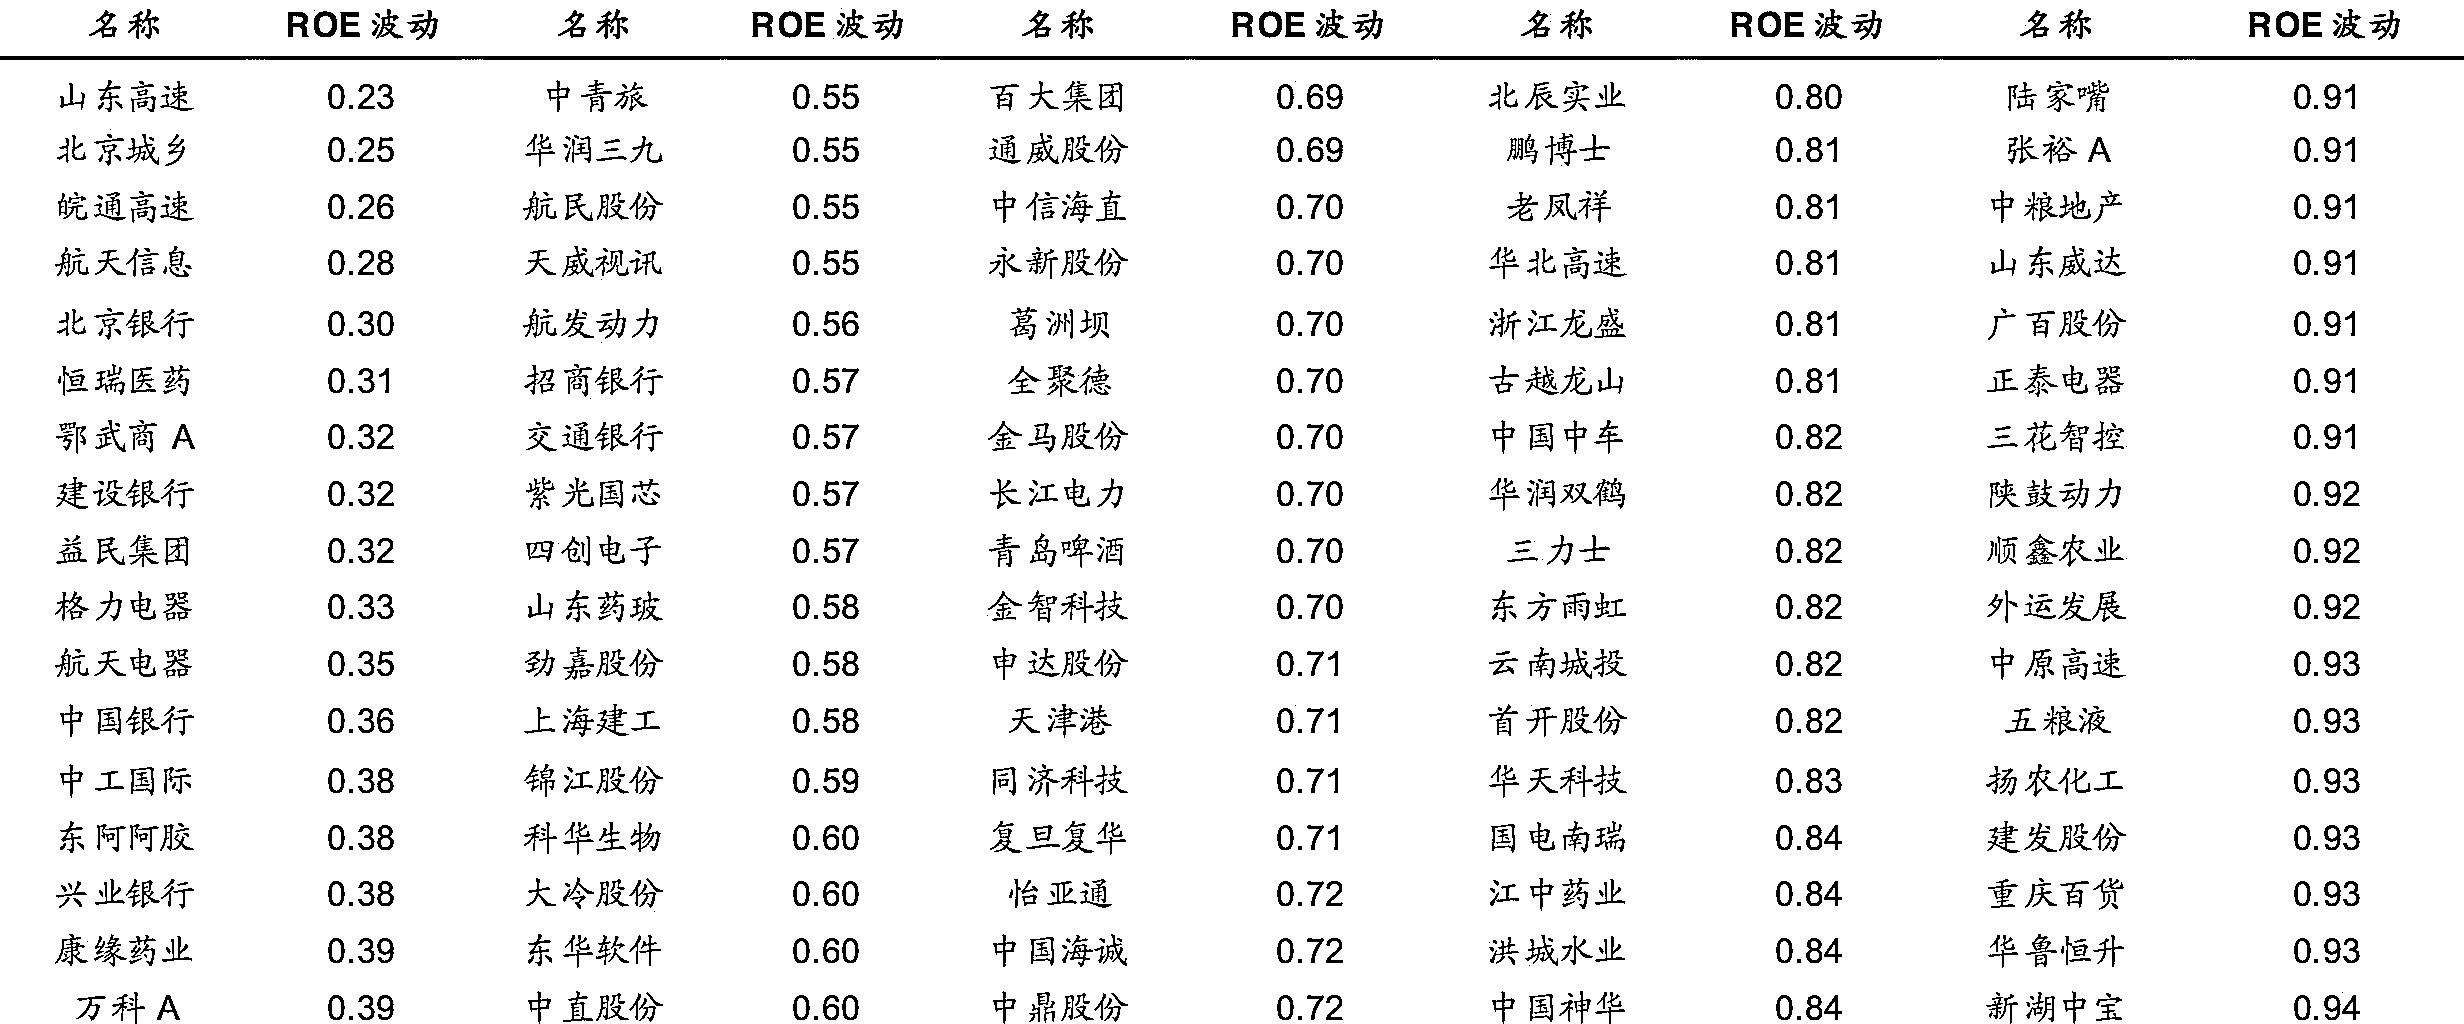 名称 ROE 波动 名称 ROE 波动 名称 ROE 波动 名称 ROE 波动 名称 ROE 波动
山东高速 0.23 中青旅 0.55 百大集团 0.69 北辰实业 0.80 陆家嘴 0.91
北京城乡 0.25 华润三九 0.55 通威股份 0.69 鹏博士 0.81 张裕 A 0.91
皖通高速 0.26 航民股份 0.55 中信海直 0.70 老凤祥 0.81 中粮地产 0.91
航天信息 0.28 天威视讯 0.55 永新股份 0.70 华北高速 0.81 山东威达 0.91
北京银行 0.30 航发动力 0.56 葛洲坝 0.70 浙江龙盛 0.81 广百股份 0.91
恒瑞医药 0.31 招商银行 0.57 全聚德 0.70 古越龙山 0.81 正泰电器 0.91
鄂武商 A 0.32 交通银行 0.57 金马股份 0.70 中国中车 0.82 三花智控 0.91
建设银行 0.32 紫光国芯 0.57 长江电力 0.70 华润双鹤 0.82 陕鼓动力 0.92
益民集团 0.32 四创电子 0.57 青岛啤酒 0.70 三力士 0.82 顺鑫农业 0.92
格力电器 0.33 山东药玻 0.58 金智科技 0.70 东方雨虹 0.82 外运发展 0.92
航天电器 0.35 劲嘉股份 0.58 申达股份 0.71 云南城投 0.82 中原高速 0.93
中国银行 0.36 上海建工 0.58 天津港 0.71 首开股份 0.82 五粮液 0.93
中工国际 0.38 锦江股份 0.59 同济科技 0.71 华天科技 0.83 扬农化工 0.93
东阿阿胶 0.38 科华生物 0.60 复旦复华 0.71 国电南瑞 0.84 建发股份 0.93
兴业银行 0.38 大冷股份 0.60 怡亚通 0.72 江中药业 0.84 重庆百货 0.93
康缘药业 0.39 东华软件 0.60 中国海诚 0.72 洪城水业 0.84 华鲁恒升 0.93
万科 A 0.39 中直股份 0.60 中鼎股份 0.72 中国神华 0.84 新湖中宝 0.94